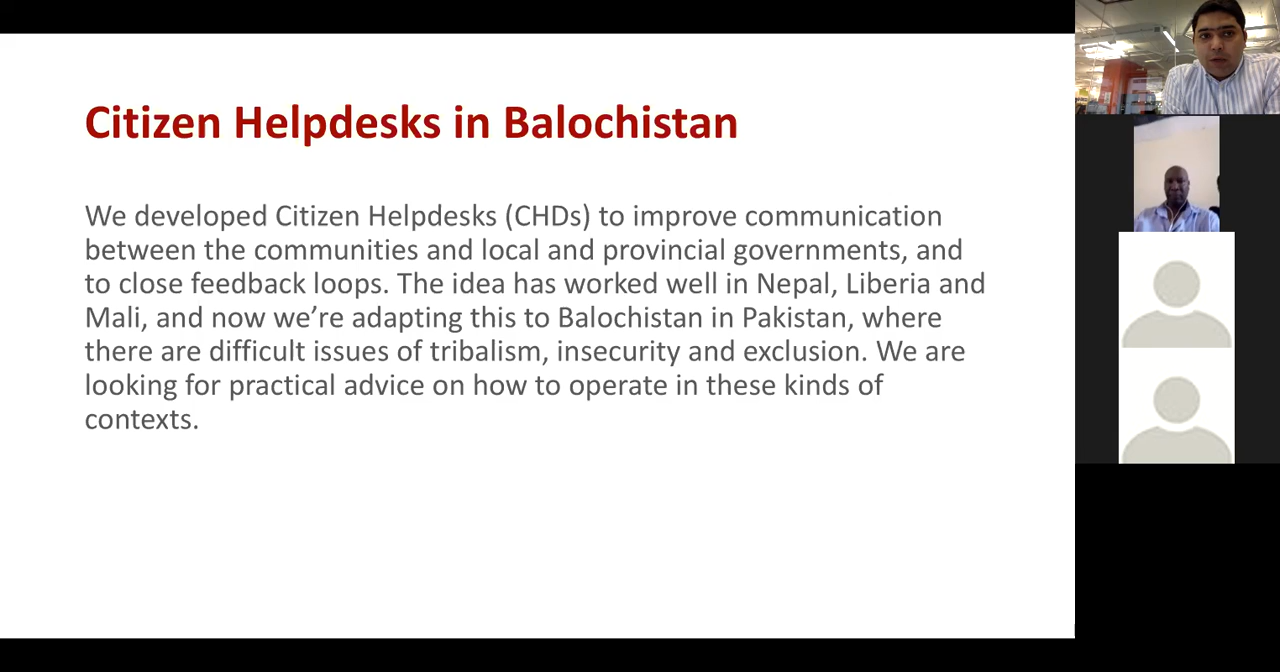 Citizen Helpdesks in Balochistan
We developed Citizen Helpdesks (CHDs) to improve communication
between the communities and local and provincial governments, and
to close feedback loops. The idea has worked well in Nepal, Liberia and
Mali, and now we’re adapting this to Balochistan in Pakistan, where
there are difficult issues of tribalism, insecurity and exclusion. We are
looking for practical advice on how to operate in these kinds of
contexts.